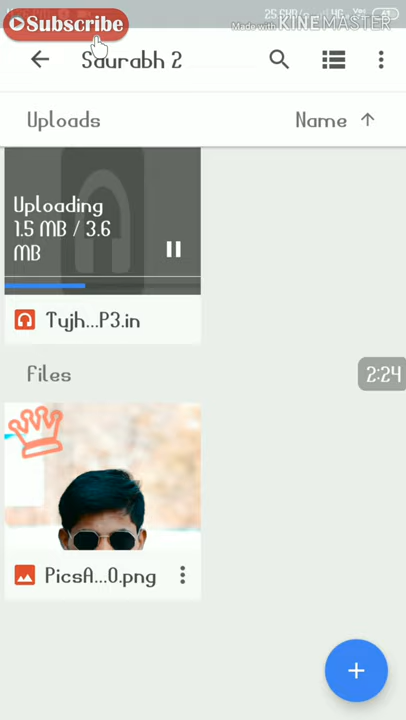 Subscribe
Made with KINEMASTER
Saurabh 2
Uploads
Name
Uploading
1.5 MB / 3.6
MB
Tujh...P3.in
Files
2:24
PicsA...0.png